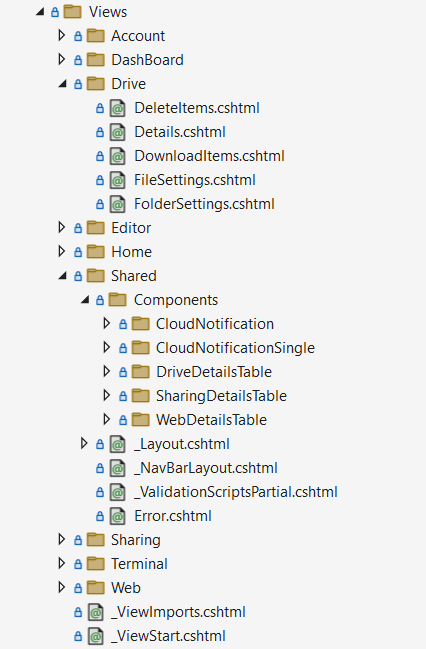 Views
Account
DashBoard
Drive
DeleteItems.cshtml
Details.cshtml
DownloadItems.cshtml
FileSettings.cshtml
FolderSettings.cshtml
Editor
Home
Shared
Components
CloudNotification
CloudNotificationSingle
DriveDetailsTable
SharingDetailsTable
WebDetailsTable
_Layout.cshtml
_NavBarLayout.cshtml
_ValidationScriptsPartial.cshtml
Error.cshtml
Sharing
Terminal
Web
_ViewImports.cshtml
_ViewStart.cshtml